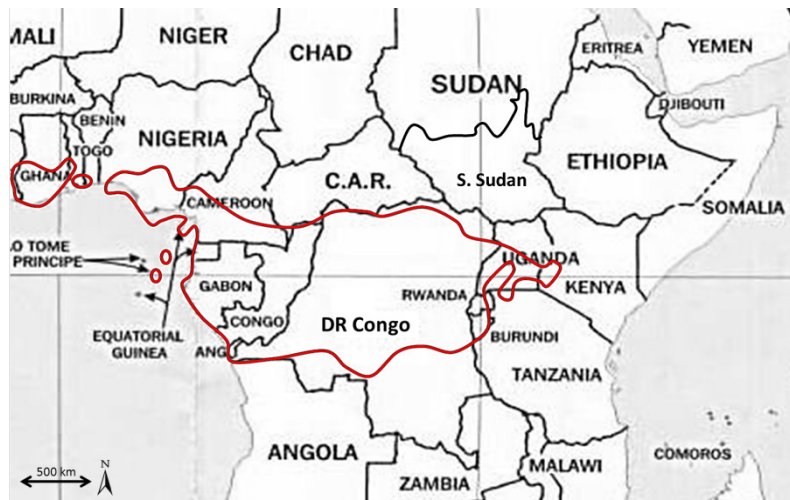 MALI
NIGER
CHAD
SUDAN
ERITREA
YEMEN
BURKINA
BENIN
TOGO
NIGERIA
DJIBOUTI
GHANA
C.A.R.
S. Sudan
ETHIOPIA
CAMEROON
SOMALIA
O TOME
PRINCIPE
UGANDA
GABON
RWANDA
KENYA
CONGO
DR Congo
EQUATORIAL
GUINEA
ANG
BURUNDI
TANZANIA
ANGOLA
COMOROS
MALAWI
ZAMBIA
500 km
N